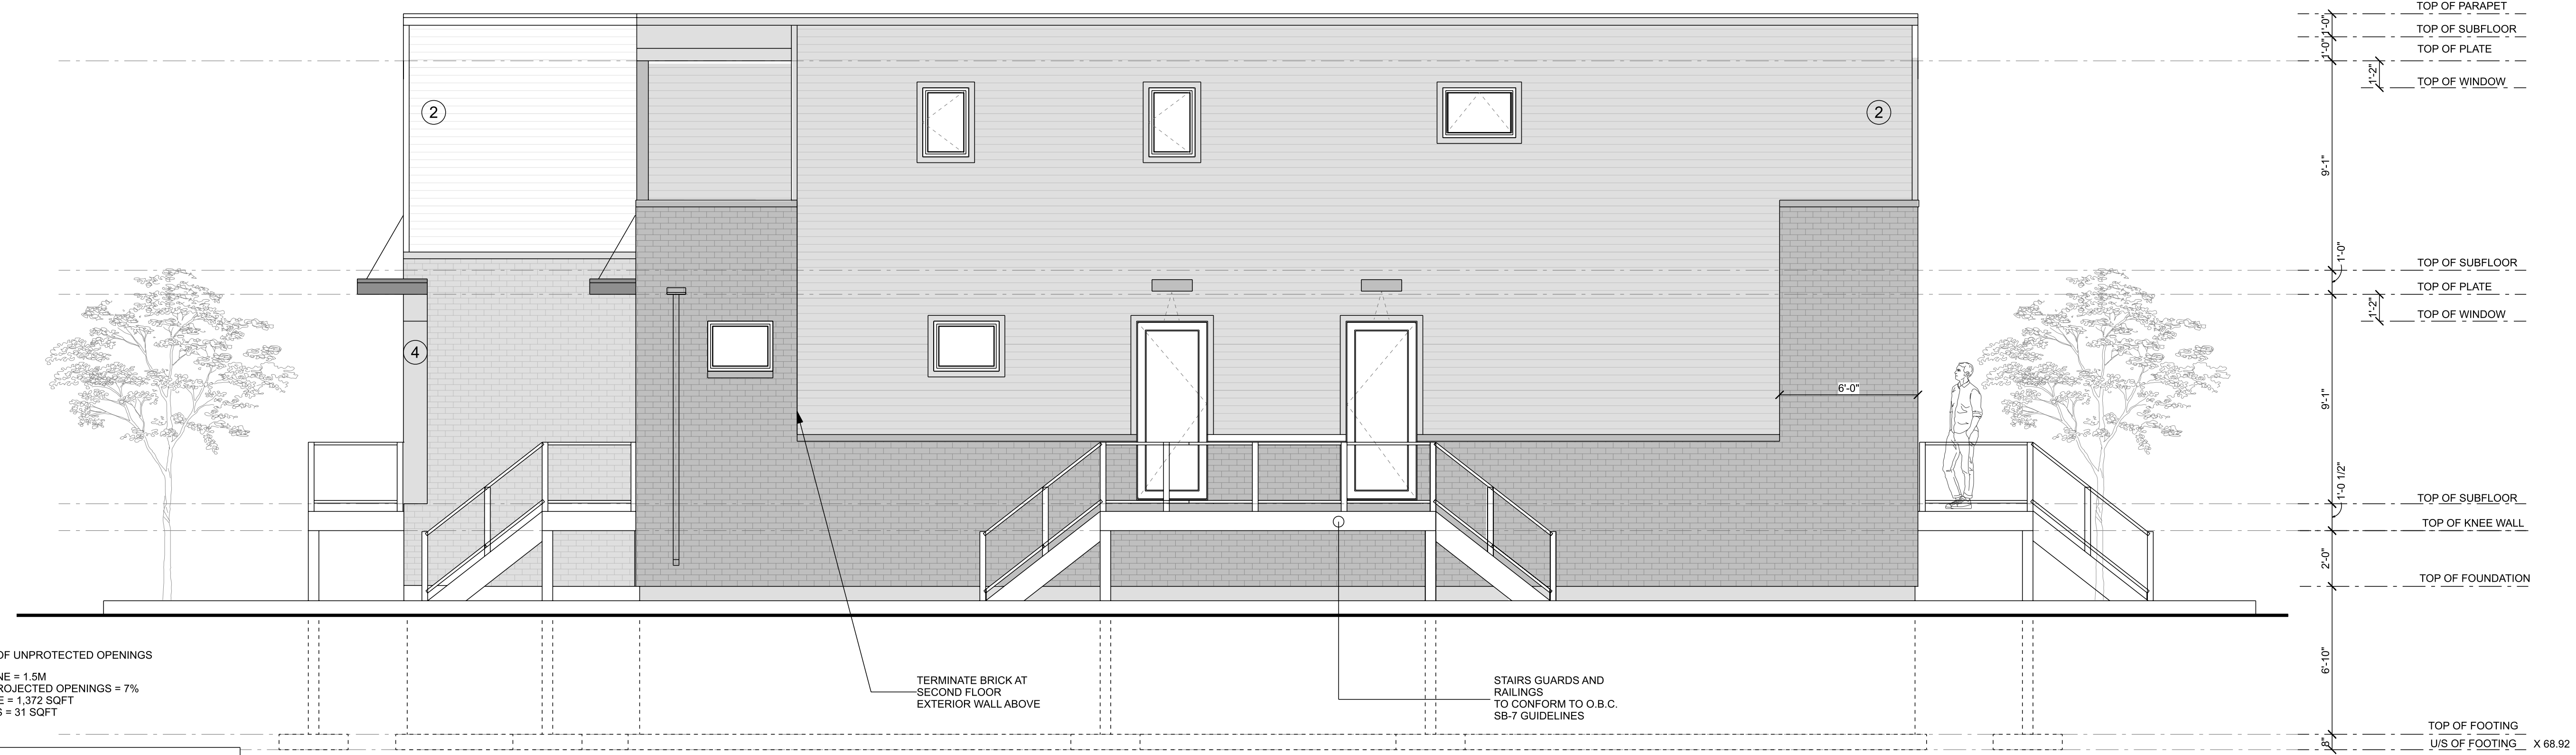 TOP OF PARAPET
1'-0"
TOP OF SUBFLOOR
1'-0"
TOP OF PLATE
1'-2"
TOP OF WINDOW
2
2
9'-1"
1'-0"
TOP OF SUBFLOOR
TOP OF PLATE
1'-2"
TOP OF WINDOW
4
6'-0"
9'-1"
1'-0 1/2"
TOP OF SUBFLOOR
TOP OF KNEE WALL
2'-0"
TOP OF FOUNDATION
6'-10"
OF UNPROTECTED OPENINGS
NE = 1.5M
ROJECTED OPENINGS = 7%
E = 1,372 SQFT
S = 31 SQFT
TERMINATE BRICK AT
SECOND FLOOR
EXTERIOR WALL ABOVE
STAIRS GUARDS AND
RAILINGS
TO CONFORM TO O.B.C.
SB-7 GUIDELINES
TOP OF FOOTING
8"
U/S OF FOOTING X 68.92